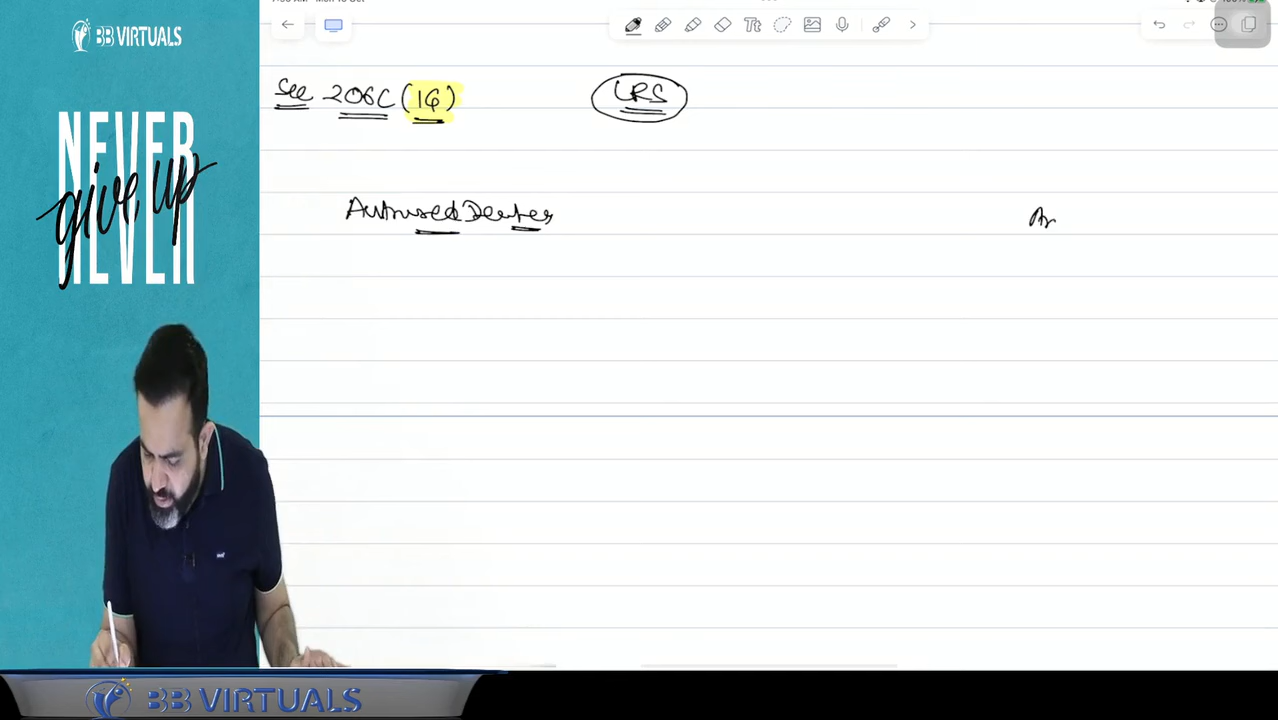 BB VIRTUALS
NEVER
give up
NEVER
Sec 206C (1G)
LRS
Authorised Dealer
BB VIRTUALS